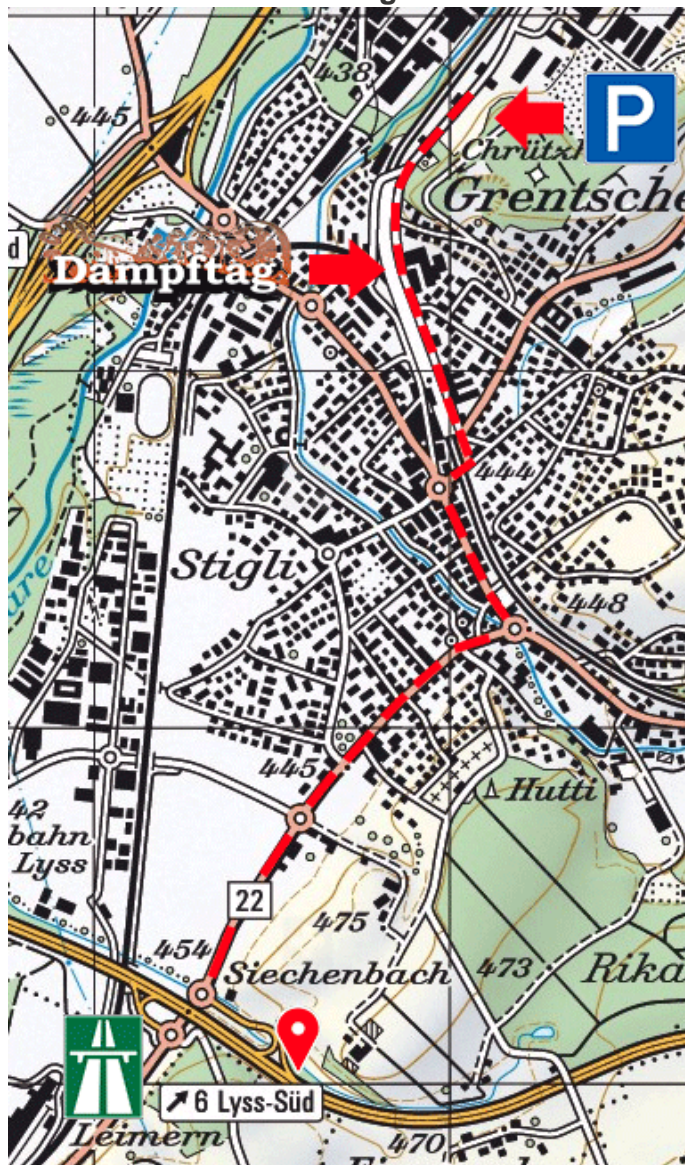 438
445
P
Chrützh
Grentsche
d
Dampftag
444
Stigli
448
445
Hutti
42
bahn
Lyss
22
475
454
Siechenbach
473
Rika
6 Lyss-Süd
Leimern
470